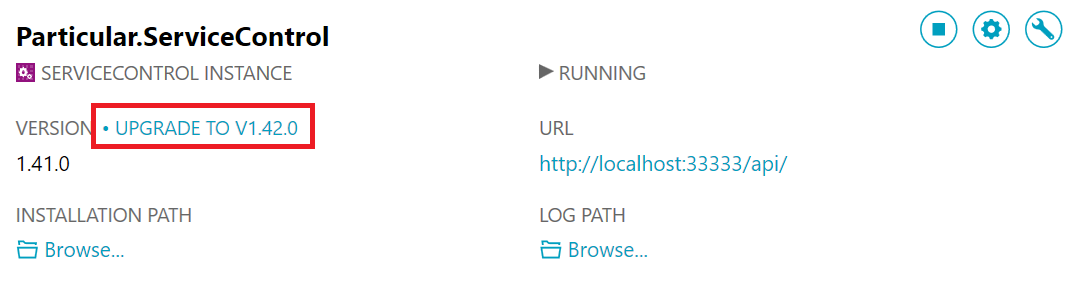 Particular.ServiceControl
SERVICECONTROL INSTANCE
RUNNING
VERSION • UPGRADE TO V1.42.0
URL
1.41.0
http://localhost:33333/api/
INSTALLATION PATH
LOG PATH
Browse...
Browse...